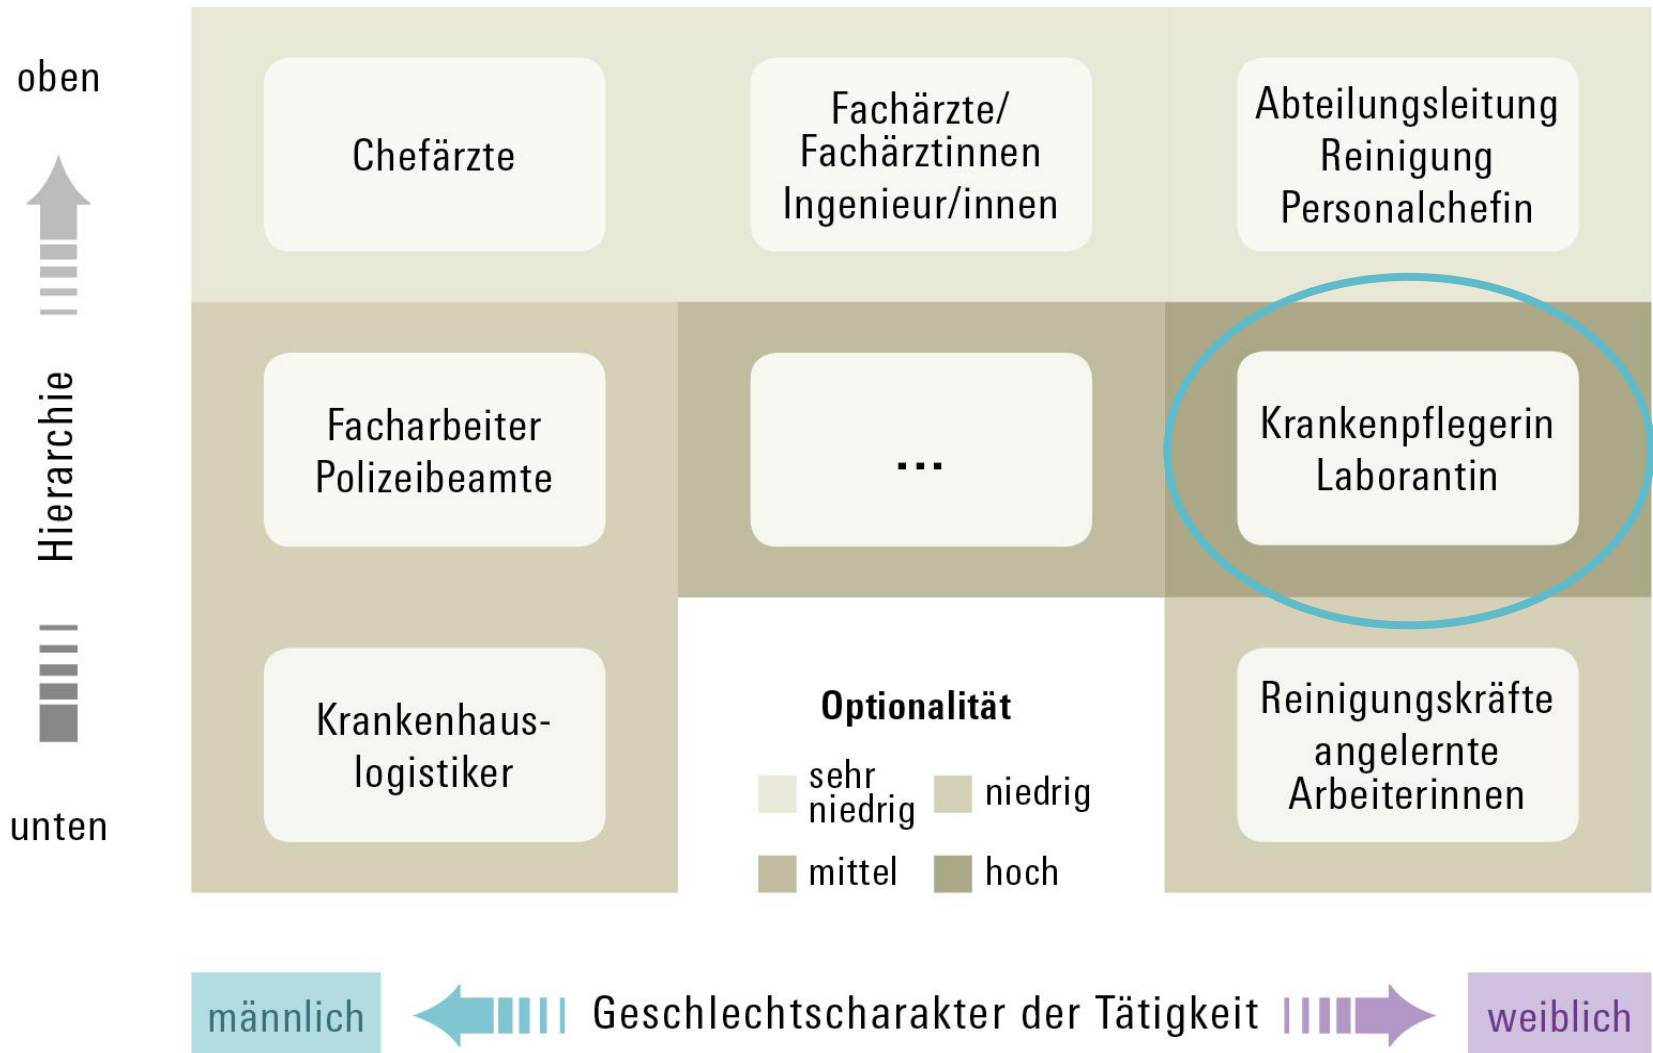 oben
Hierarchie
unten
Chefärzte
Fachärzte/
Fachärztinnen
Ingenieur/innen
Abteilungsleitung
Reinigung
Personalchefin
Facharbeiter
Polizeibeamte
...
Krankenpflegerin
Laborantin
Krankenhaus-
logistiker
Optionalität
sehr
niedrig
niedrig
mittel
hoch
Reinigungskräfte
angelernte
Arbeiterinnen
männlich
Geschlechtscharakter der Tätigkeit
weiblich